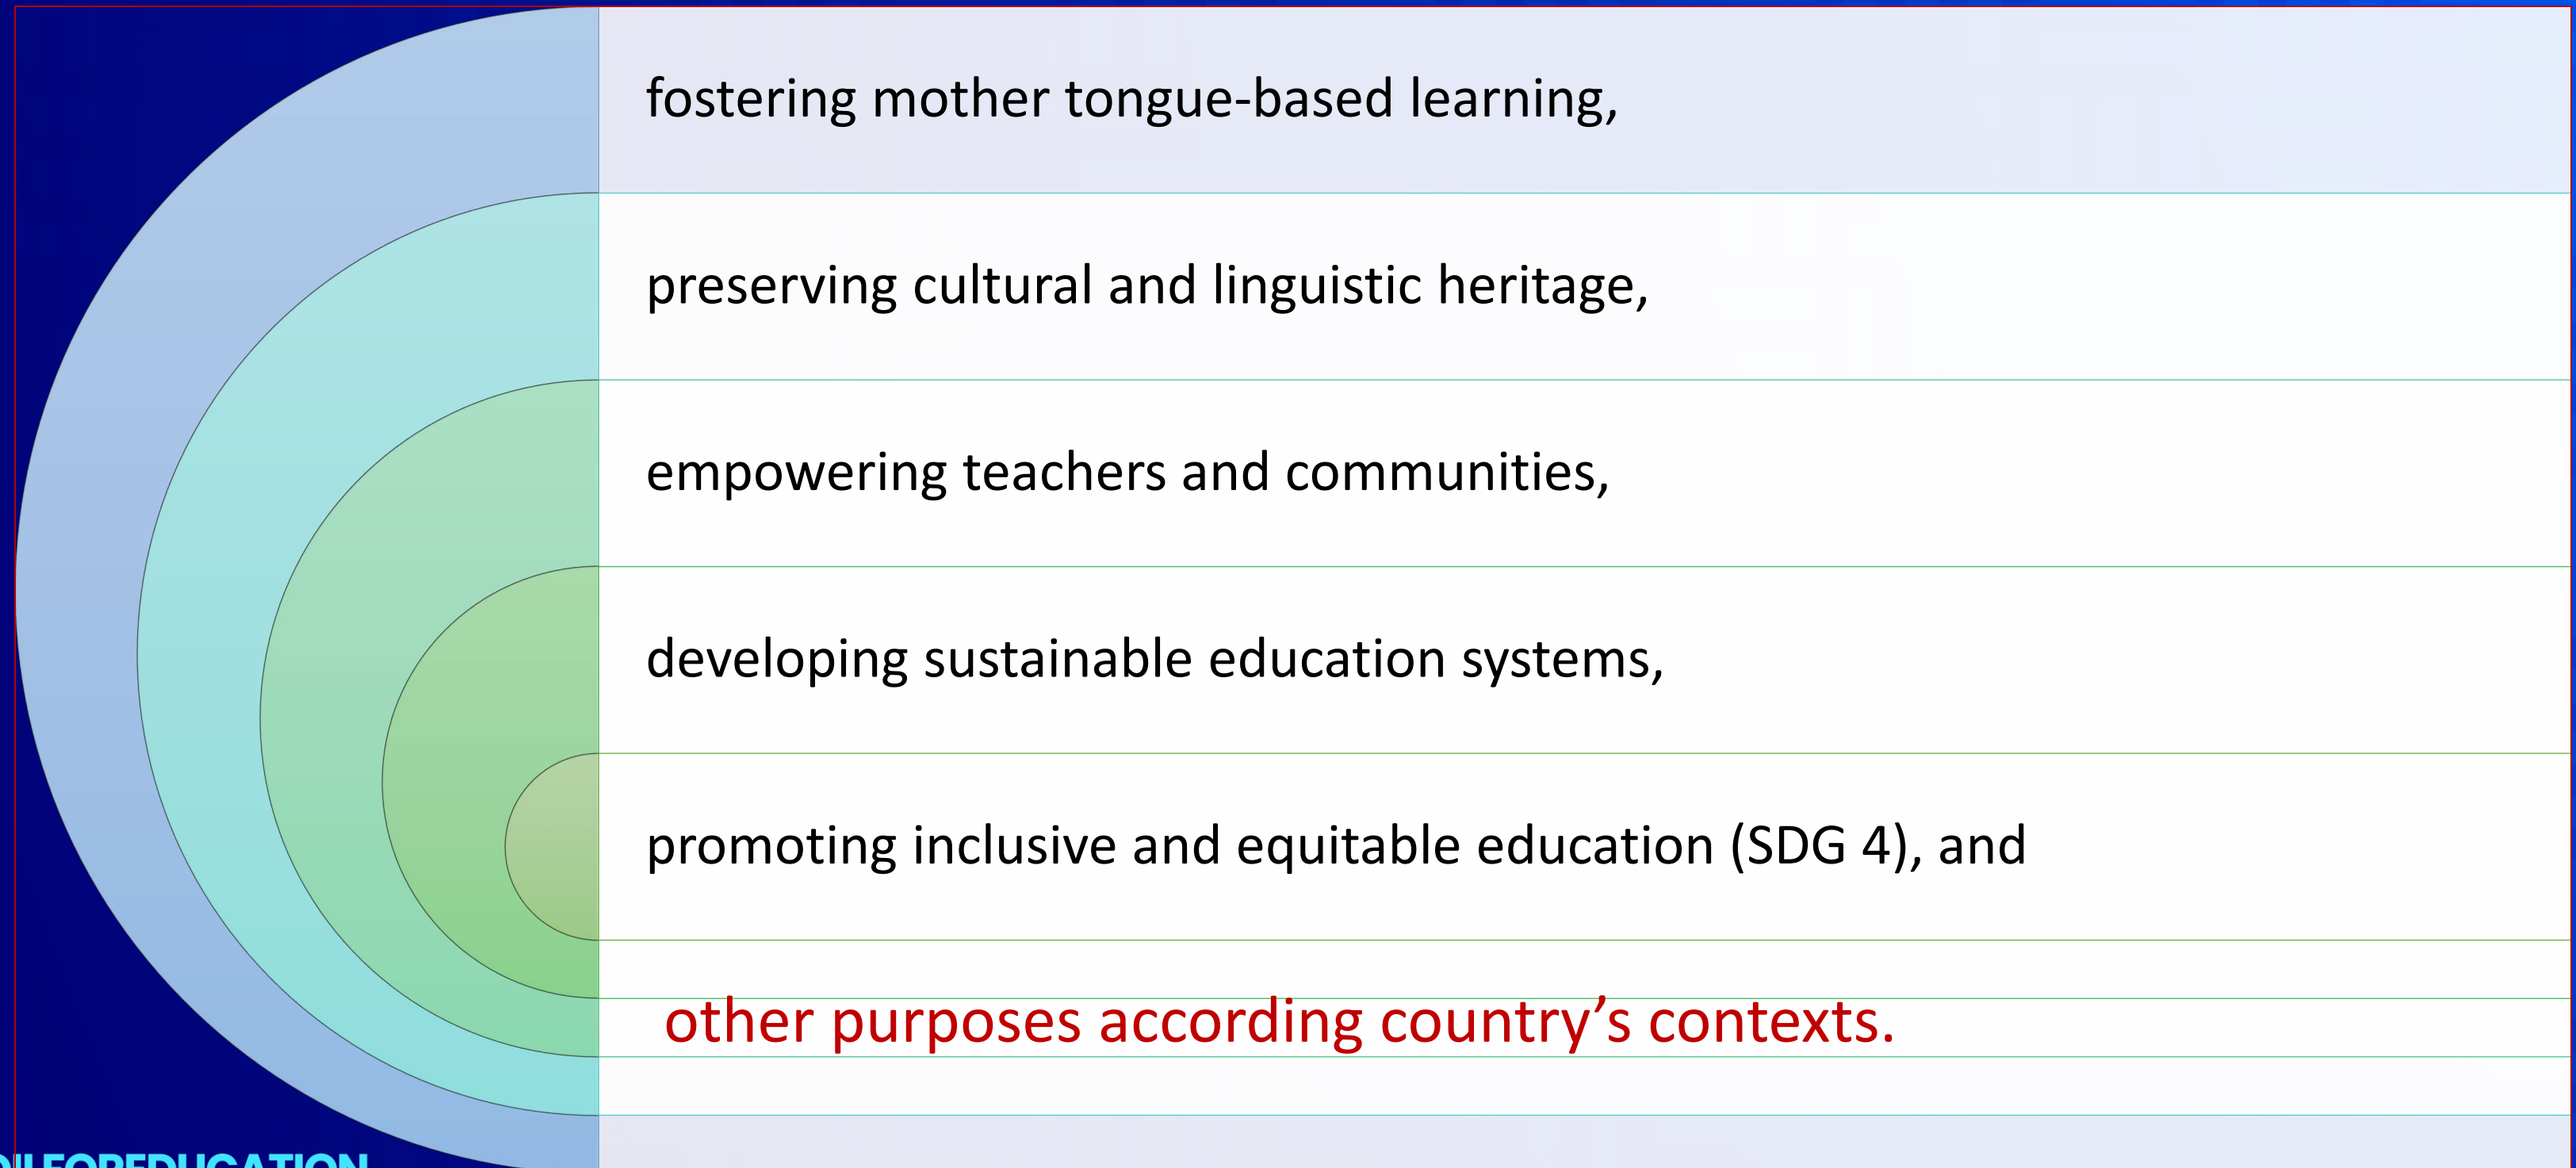 fostering mother tongue-based learning,
preserving cultural and linguistic heritage,
empowering teachers and communities,
developing sustainable education systems,
promoting inclusive and equitable education (SDG 4), and
other purposes according country’s contexts.